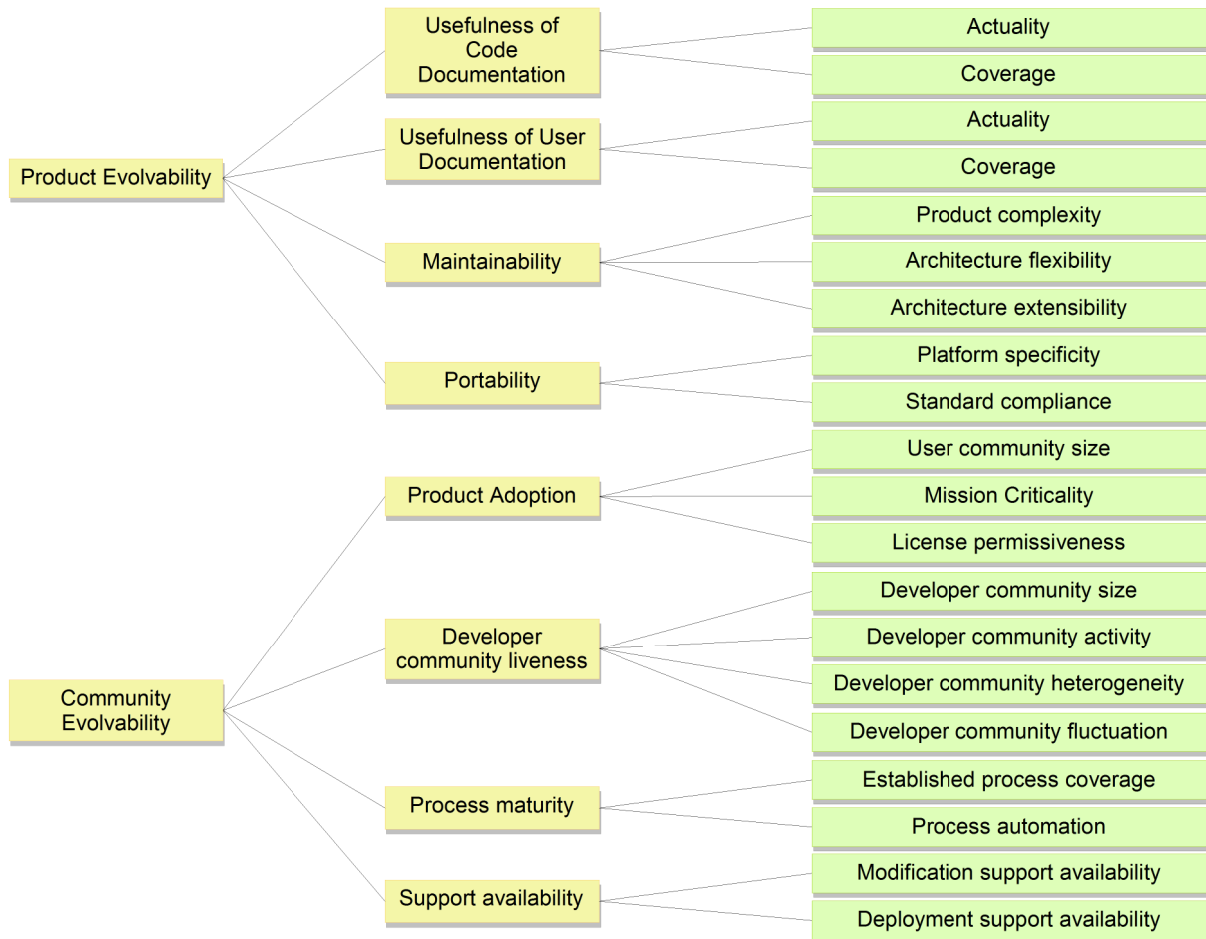 Product Evolvability
Usefulness of
Code
Documentation
Actuality
Coverage
Usefulness of User
Documentation
Actuality
Coverage
Maintainability
Product complexity
Architecture flexibility
Architecture extensibility
Portability
Platform specificity
Standard compliance
Community
Evolvability
Product Adoption
User community size
Mission Criticality
License permissiveness
Developer
community liveness
Developer community size
Developer community activity
Developer community heterogeneity
Developer community fluctuation
Process maturity
Established process coverage
Process automation
Support availability
Modification support availability
Deployment support availability